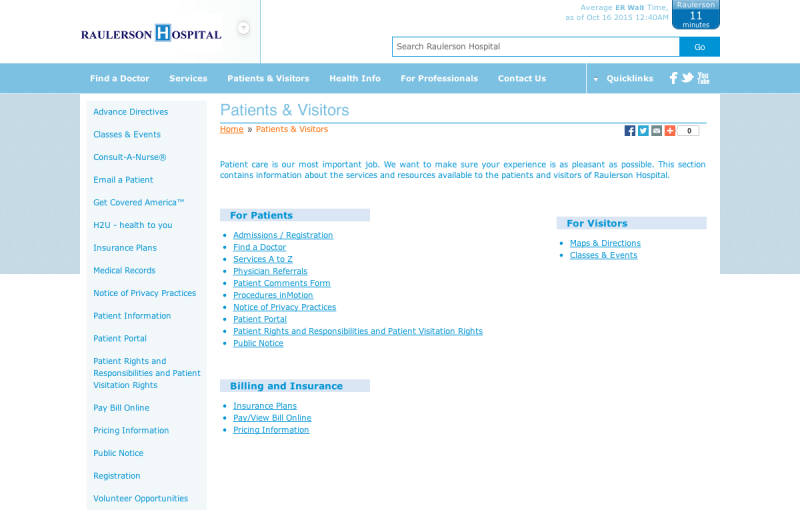 RAULERSON HOSPITAL
Average ER Wait Time,
as of Oct 16 2015 12:40AM
Raulerson
11
minutes
Search Raulerson Hospital
Go
Find a Doctor
Services
Patients & Visitors
Health Info
For Professionals
Contact Us
Quicklinks
You
Tube
Advance Directives
Classes & Events
Consult-A-Nurse®
Email a Patient
Get Covered America™
H2U - health to you
Insurance Plans
Medical Records
Notice of Privacy Practices
Patient Information
Patient Portal
Patient Rights and
Responsibilities and Patient
Visitation Rights
Pay Bill Online
Pricing Information
Public Notice
Registration
Volunteer Opportunities
Patients & Visitors
Home » Patients & Visitors
0
Patient care is our most important job. We want to make sure your experience is as pleasant as possible. This section
contains information about the services and resources available to the patients and visitors of Raulerson Hospital.
For Patients
Admissions / Registration
Find a Doctor
Services A to Z
Physician Referrals
Patient Comments Form
Procedures inMotion
Notice of Privacy Practices
Patient Portal
Patient Rights and Responsibilities and Patient Visitation Rights
Public Notice
For Visitors
Maps & Directions
Classes & Events
Billing and Insurance
Insurance Plans
Pay/View Bill Online
Pricing Information